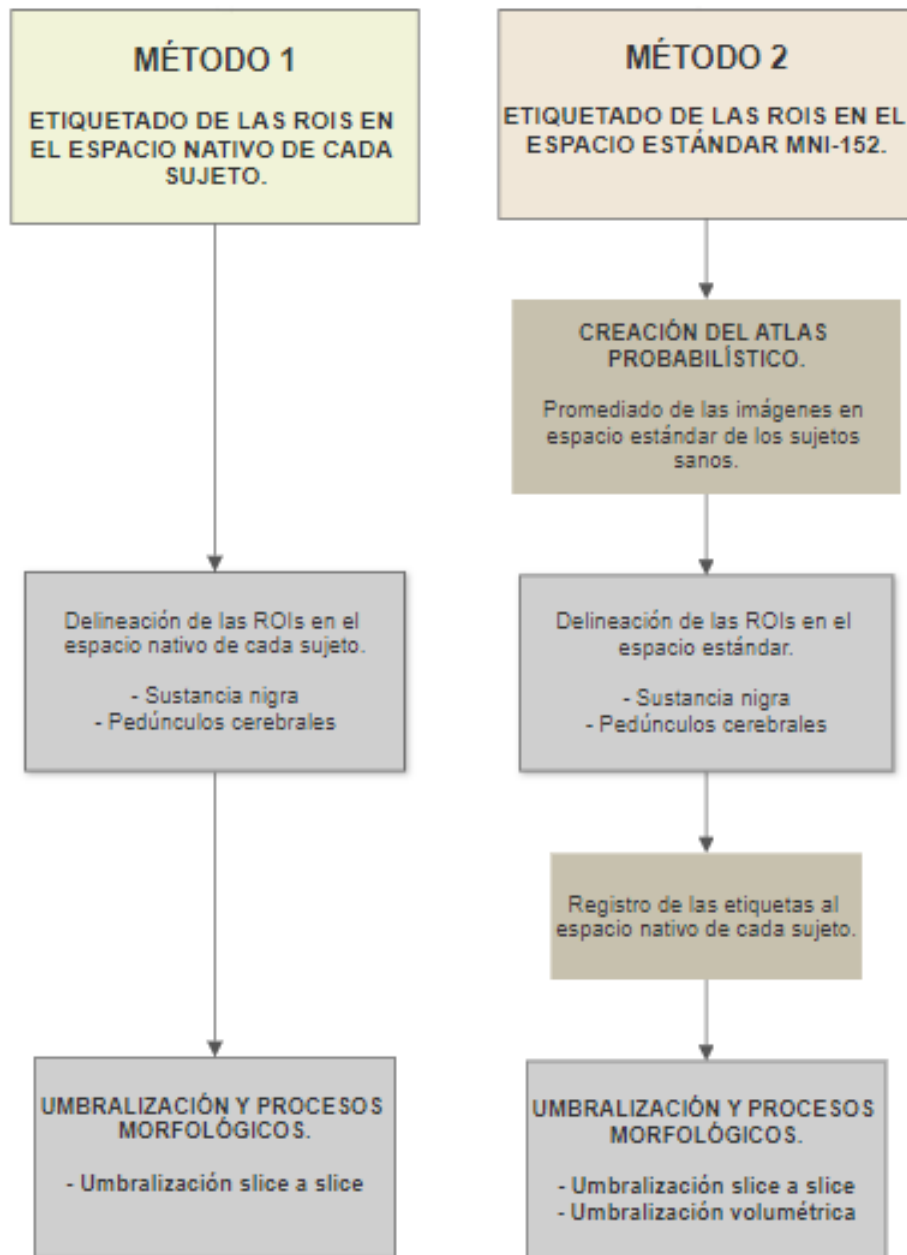 MÉTODO 1
ETIQUETADO DE LAS ROIS EN
EL ESPACIO NATIVO DE CADA
SUJETO.
Delineación de las ROIs en el
espacio nativo de cada sujeto.
- Sustancia nigra
- Pedúnculos cerebrales
UMBRALIZACIÓN Y PROCESOS
MORFOLÓGICOS.
- Umbralización slice a slice
MÉTODO 2
ETIQUETADO DE LAS ROIS EN EL
ESPACIO ESTÁNDAR MNI-152.
CREACIÓN DEL ATLAS
PROBABILÍSTICO.
Promediado de las imágenes en
espacio estándar de los sujetos
sanos.
Delineación de las ROIs en el
espacio estándar.
- Sustancia nigra
- Pedúnculos cerebrales
Registro de las etiquetas al
espacio nativo de cada sujeto.
UMBRALIZACIÓN Y PROCESOS
MORFOLÓGICOS.
- Umbralización slice a slice
- Umbralización volumétrica